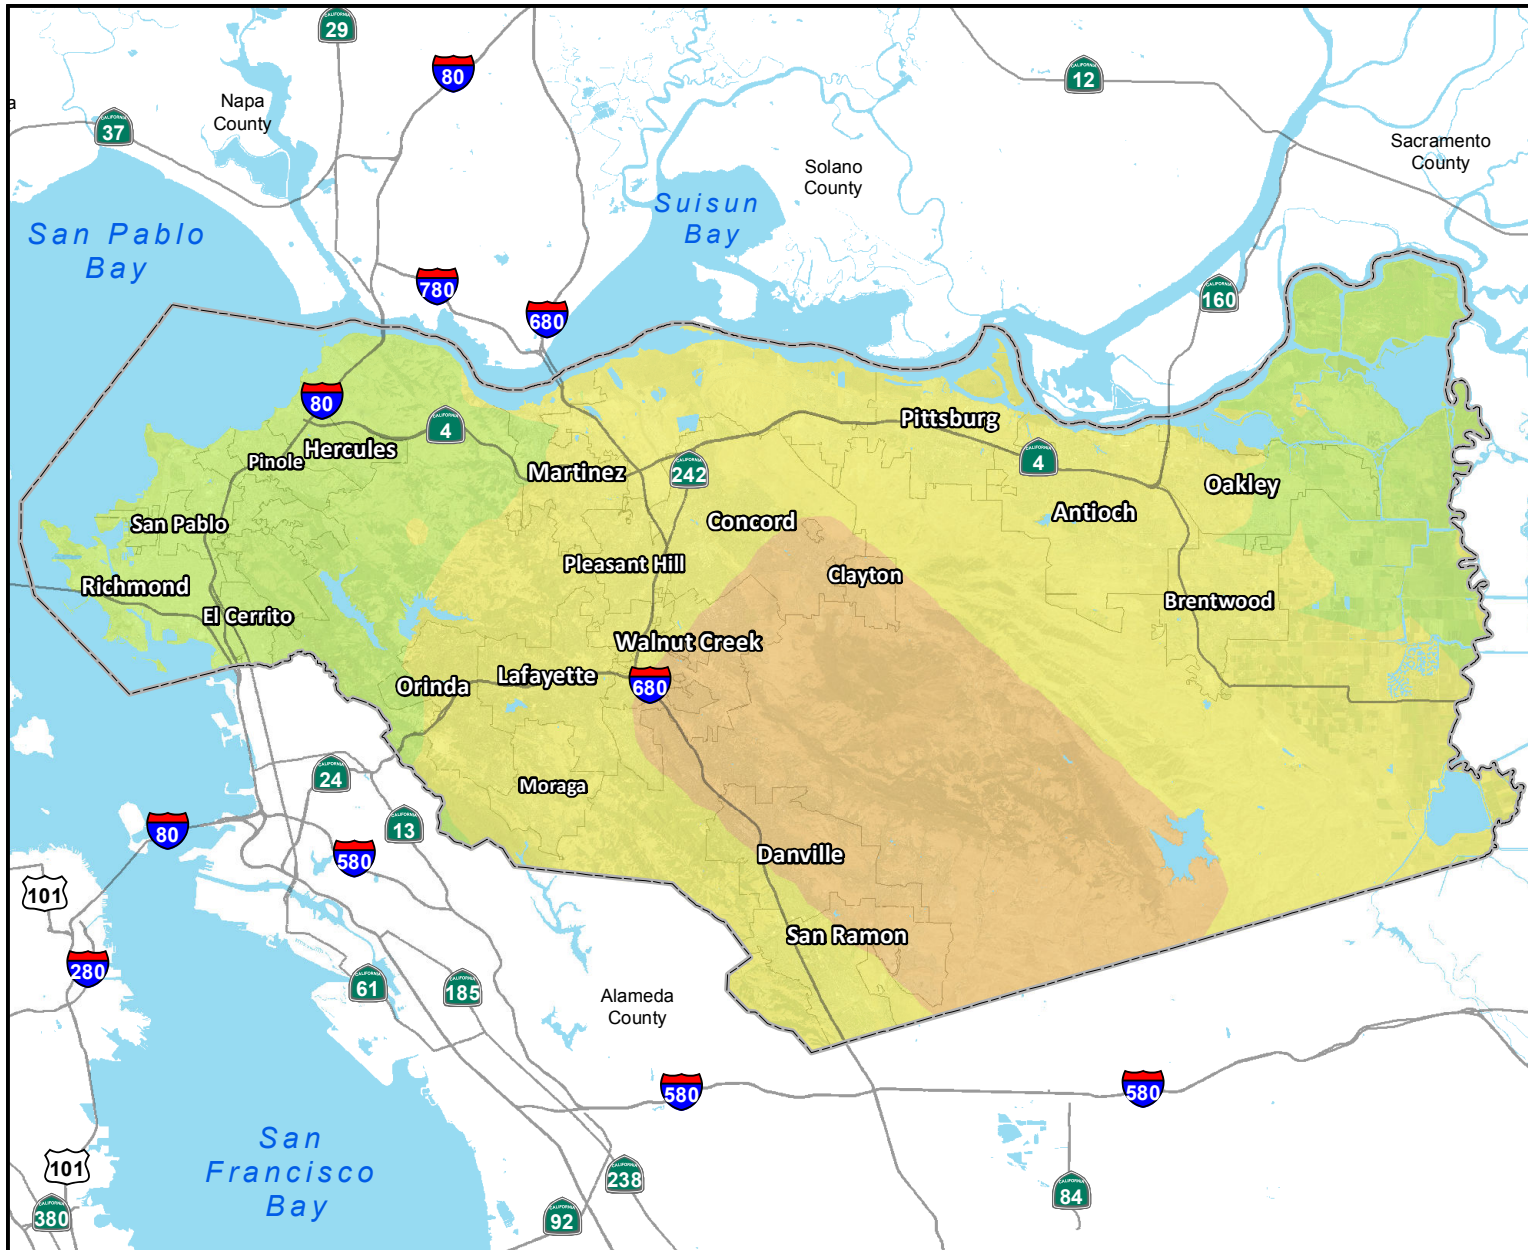 29
80
12
a
Napa
County
37
Sacramento
County
Solano
County
Suisun
Bay
San Pablo
Bay
780
160
680
80
4
Pittsburg
Hercules
4
Pinole
Martinez
242
Oakley
Antioch
San Pablo
Concord
Pleasant Hill
Clayton
Richmond
Brentwood
El Cerrito
Walnut Creek
Lafayette
Orinda
680
24
Moraga
13
80
580
Danville
101
San Ramon
280
61
185
Alameda
County
580
580
San
Francisco
Bay
101
238
84
380
92